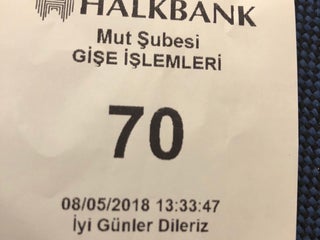 HALKBANK
Mut Şubesi
GİŞE İŞLEMLERİ
70
08/05/2018 13:33:47
İyi Günler Dileriz